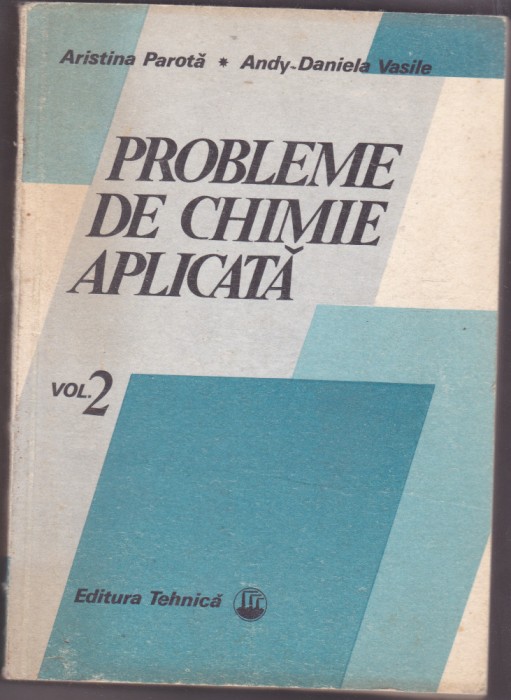 Aristina Parotă * Andy-Daniela Vasile
PROBLEME
DE CHIMIE
APLICATĂ
VOL.2
Editura Tehnică